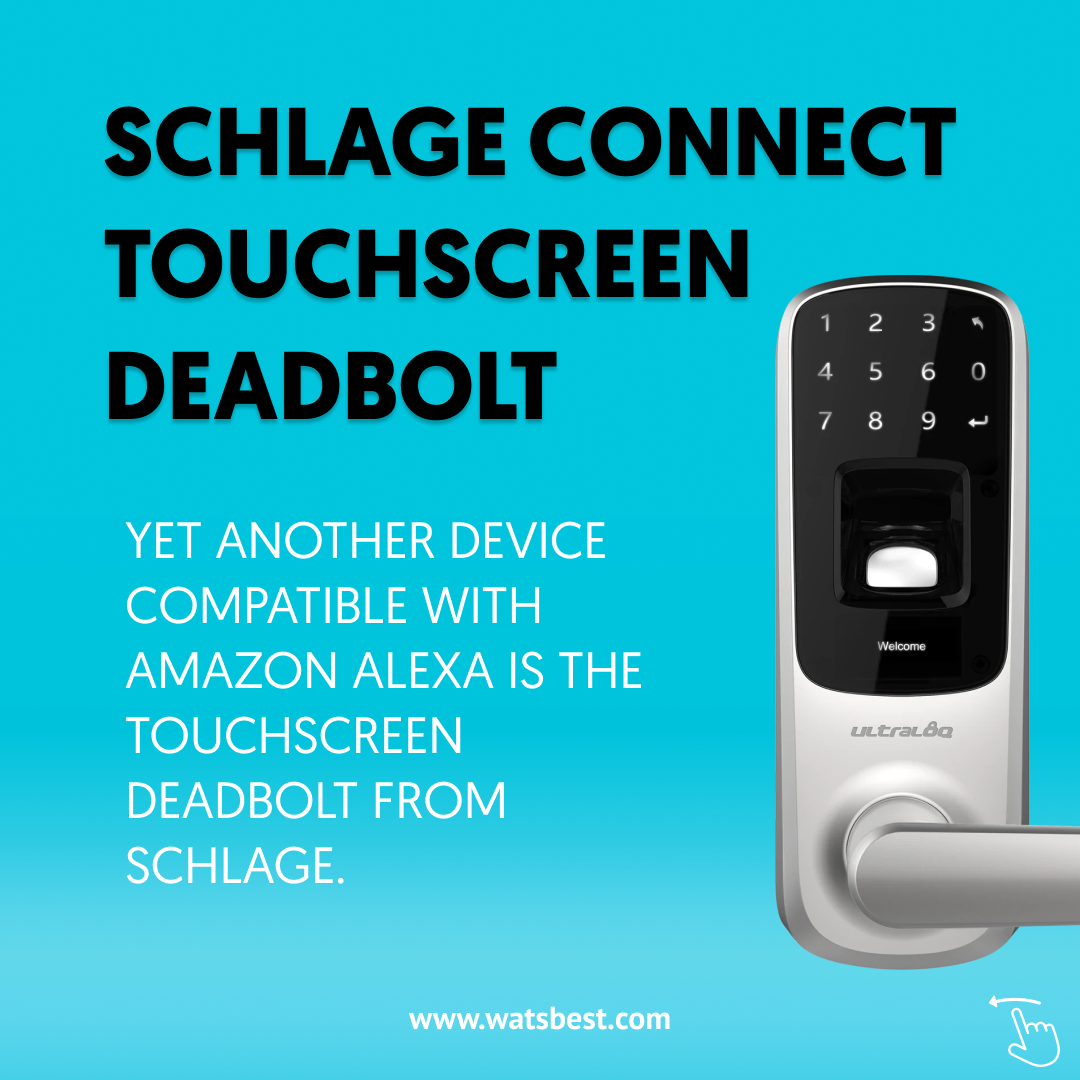 SCHLAGE CONNECT
TOUCHSCREEN
DEADBOLT
1 2 3
4 5 6 0
7 8 9
YET ANOTHER DEVICE
COMPATIBLE WITH
AMAZON ALEXA IS THE
TOUCHSCREEN
DEADBOLT FROM
SCHLAGE.
Welcome
ULTRALOQ
www.watsbest.com